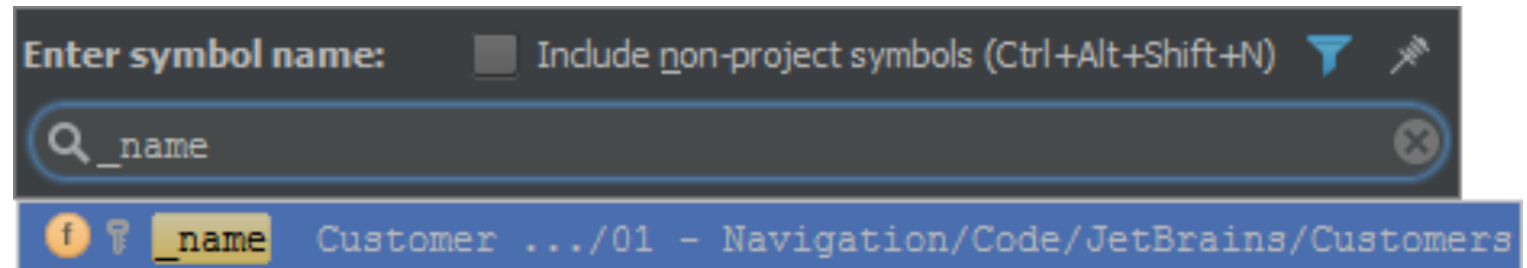 Enter symbol name: Include non-project symbols (Ctrl+Alt+Shift+N)
_name
f _name Customer .../01 - Navigation/Code/JetBrains/Customers